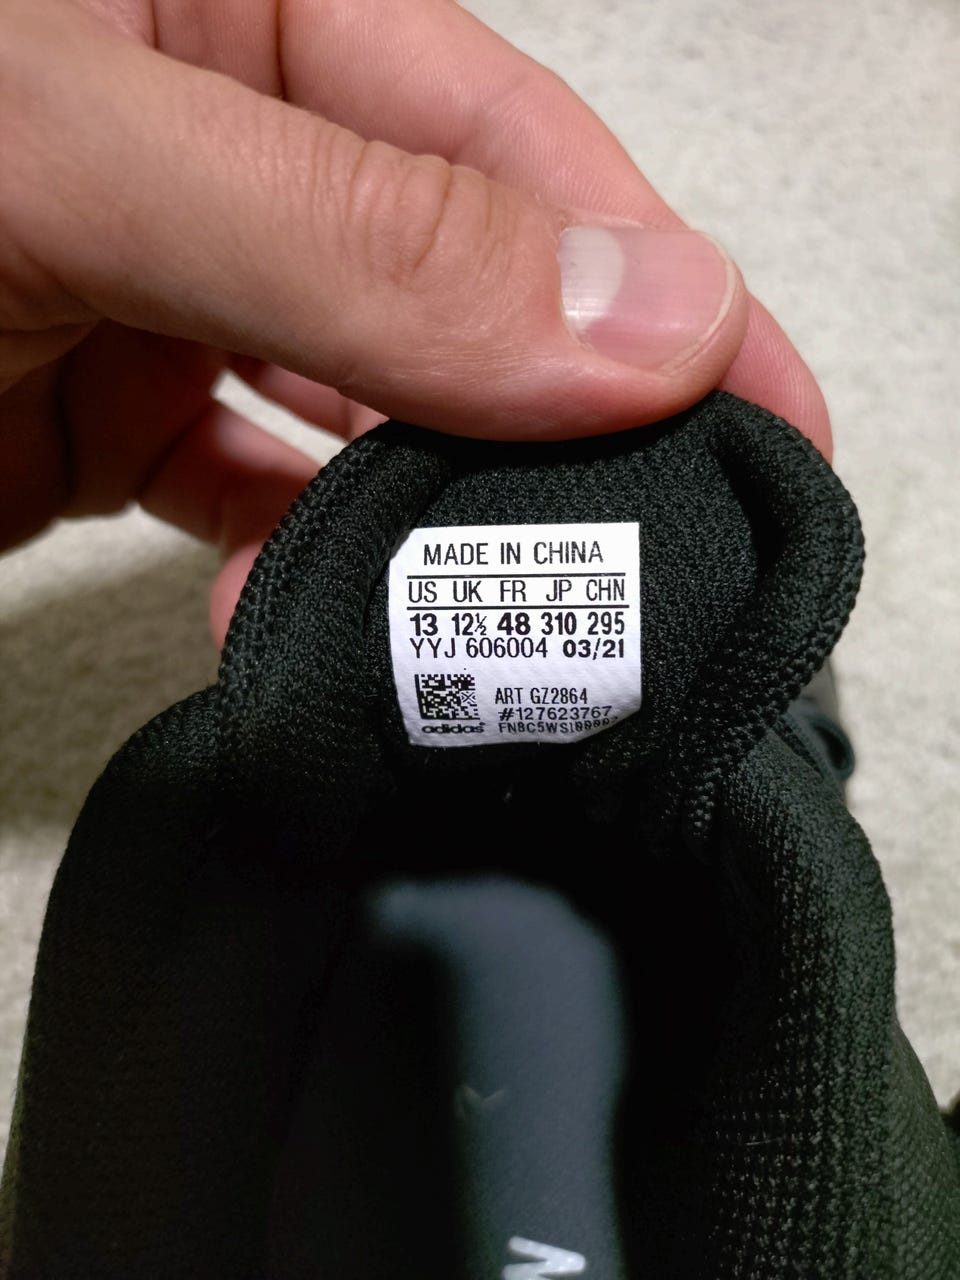 MADE IN CHINA
US UK FR JP CHN
13 12½ 48 310 295
YYJ 606004 03/21
ART GZ2864
#127623767
adidas